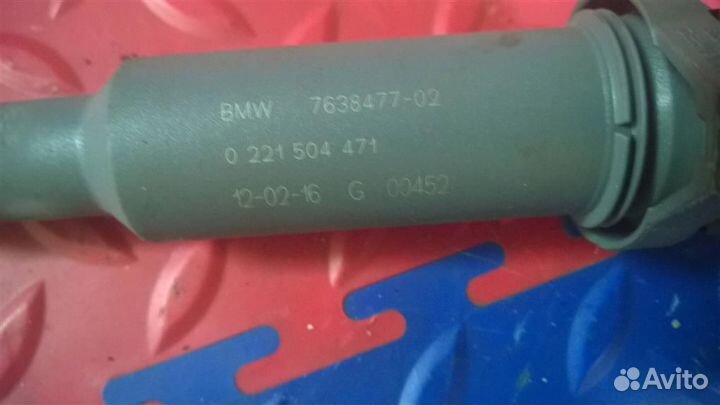 BMW 7638477-02
0 221 504 471
12-02-16 G 00452
Avito